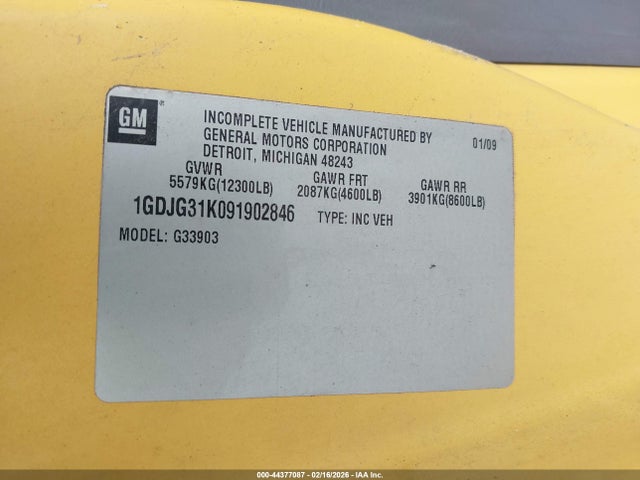 GM
INCOMPLETE VEHICLE MANUFACTURED BY
GENERAL MOTORS CORPORATION
DETROIT, MICHIGAN 48243
01/09
GVWR GAWR FRT GAWR RR
5579KG(12300LB) 2087KG(4600LB) 3901KG(8600LB)
1GDJG31K091902846 TYPE: INC VEH
MODEL: G33903
000-44377087 - 02/16/2026 - IAA Inc.